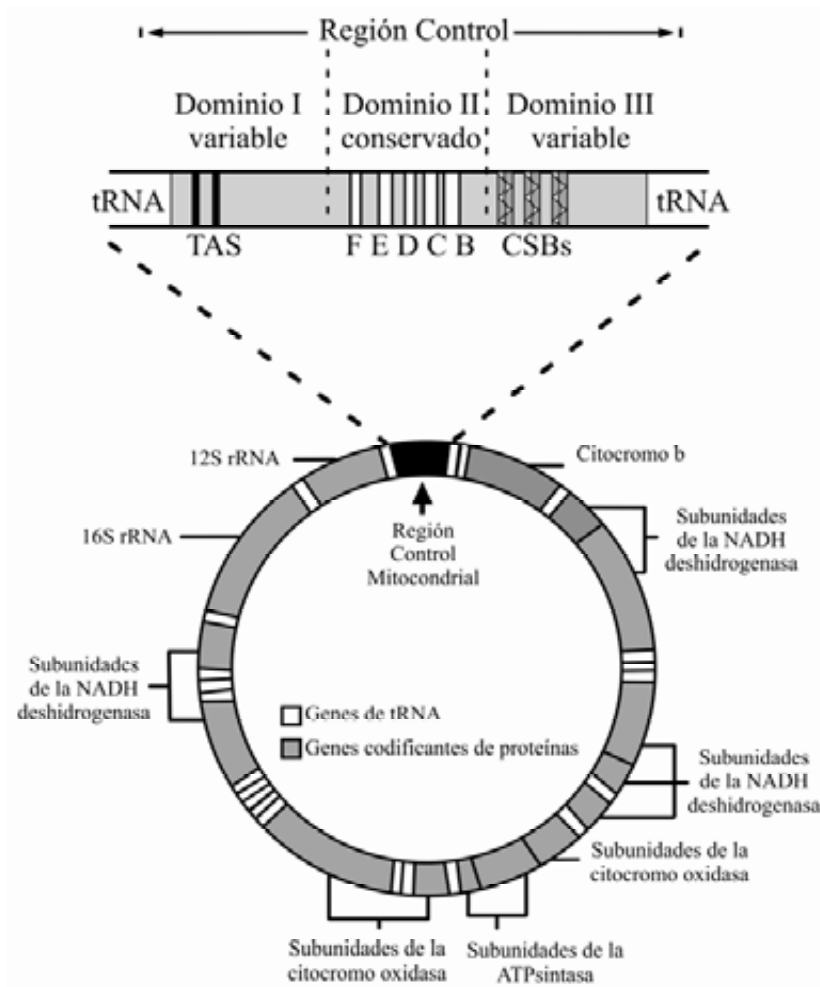 Región Control
Dominio I
variable
Dominio II
conservado
Dominio III
variable
tRNA
tRNA
TAS
F E D C B
CSBs
12S rRNA
Citocromo b
16S rRNA
Región
Control
Mitocondrial
Subunidades
de la NADH
deshidrogenasa
Subunidades
de la NADH
deshidrogenasa
Genes de tRNA
Genes codificantes de proteínas
Subunidades
de la NADH
deshidrogenasa
Subunidades de la
citocromo oxidasa
Subunidades de la
citocromo oxidasa
Subunidades de la
ATPsintasa